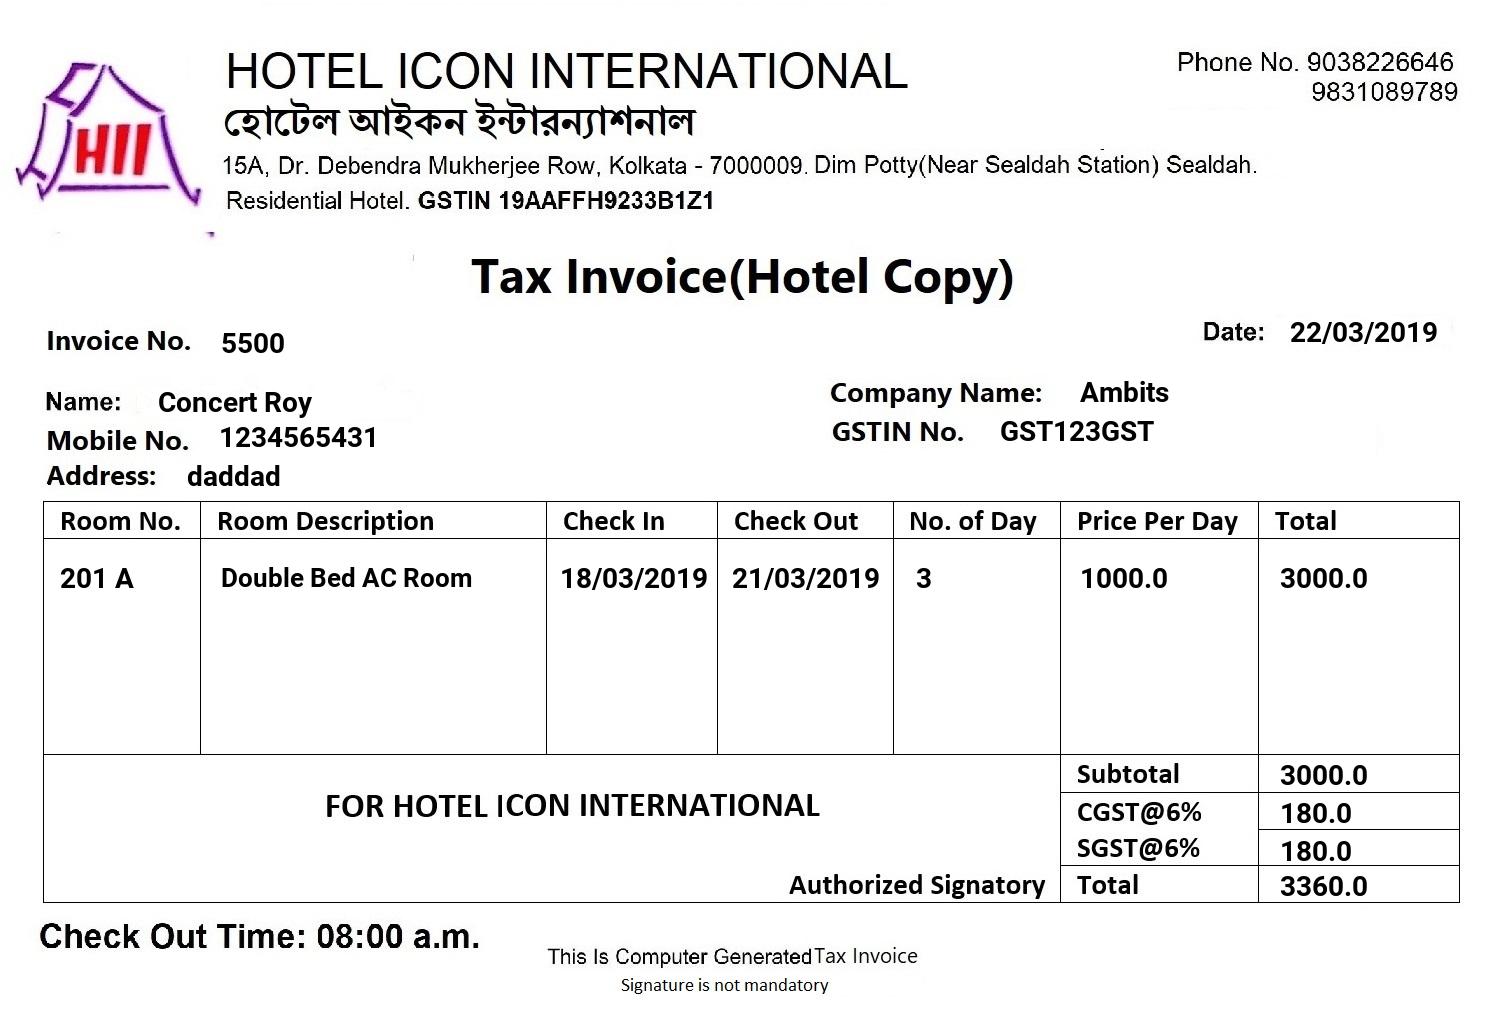 HII
HOTEL ICON INTERNATIONAL
হোটেল আইকন ইন্টারন্যাশনাল
15A, Dr. Debendra Mukherjee Row, Kolkata - 7000009. Dim Potty(Near Sealdah Station) Sealdah.
Residential Hotel. GSTIN 19AAFFH9233B1Z1
Phone No. 9038226646
9831089789
Tax Invoice(Hotel Copy)
Invoice No. 5500
Date: 22/03/2019
Name: Concert Roy
Mobile No. 1234565431
Address: daddad
Company Name: Ambits
GSTIN No. GST123GST
Room No. Room Description Check In Check Out No. of Day Price Per Day Total
201 A Double Bed AC Room 18/03/2019 21/03/2019 3 1000.0 3000.0
Subtotal 3000.0
FOR HOTEL ICON INTERNATIONAL
CGST@6% 180.0
SGST@6% 180.0
Authorized Signatory Total 3360.0
Check Out Time: 08:00 a.m.
This Is Computer Generated Tax Invoice
Signature is not mandatory